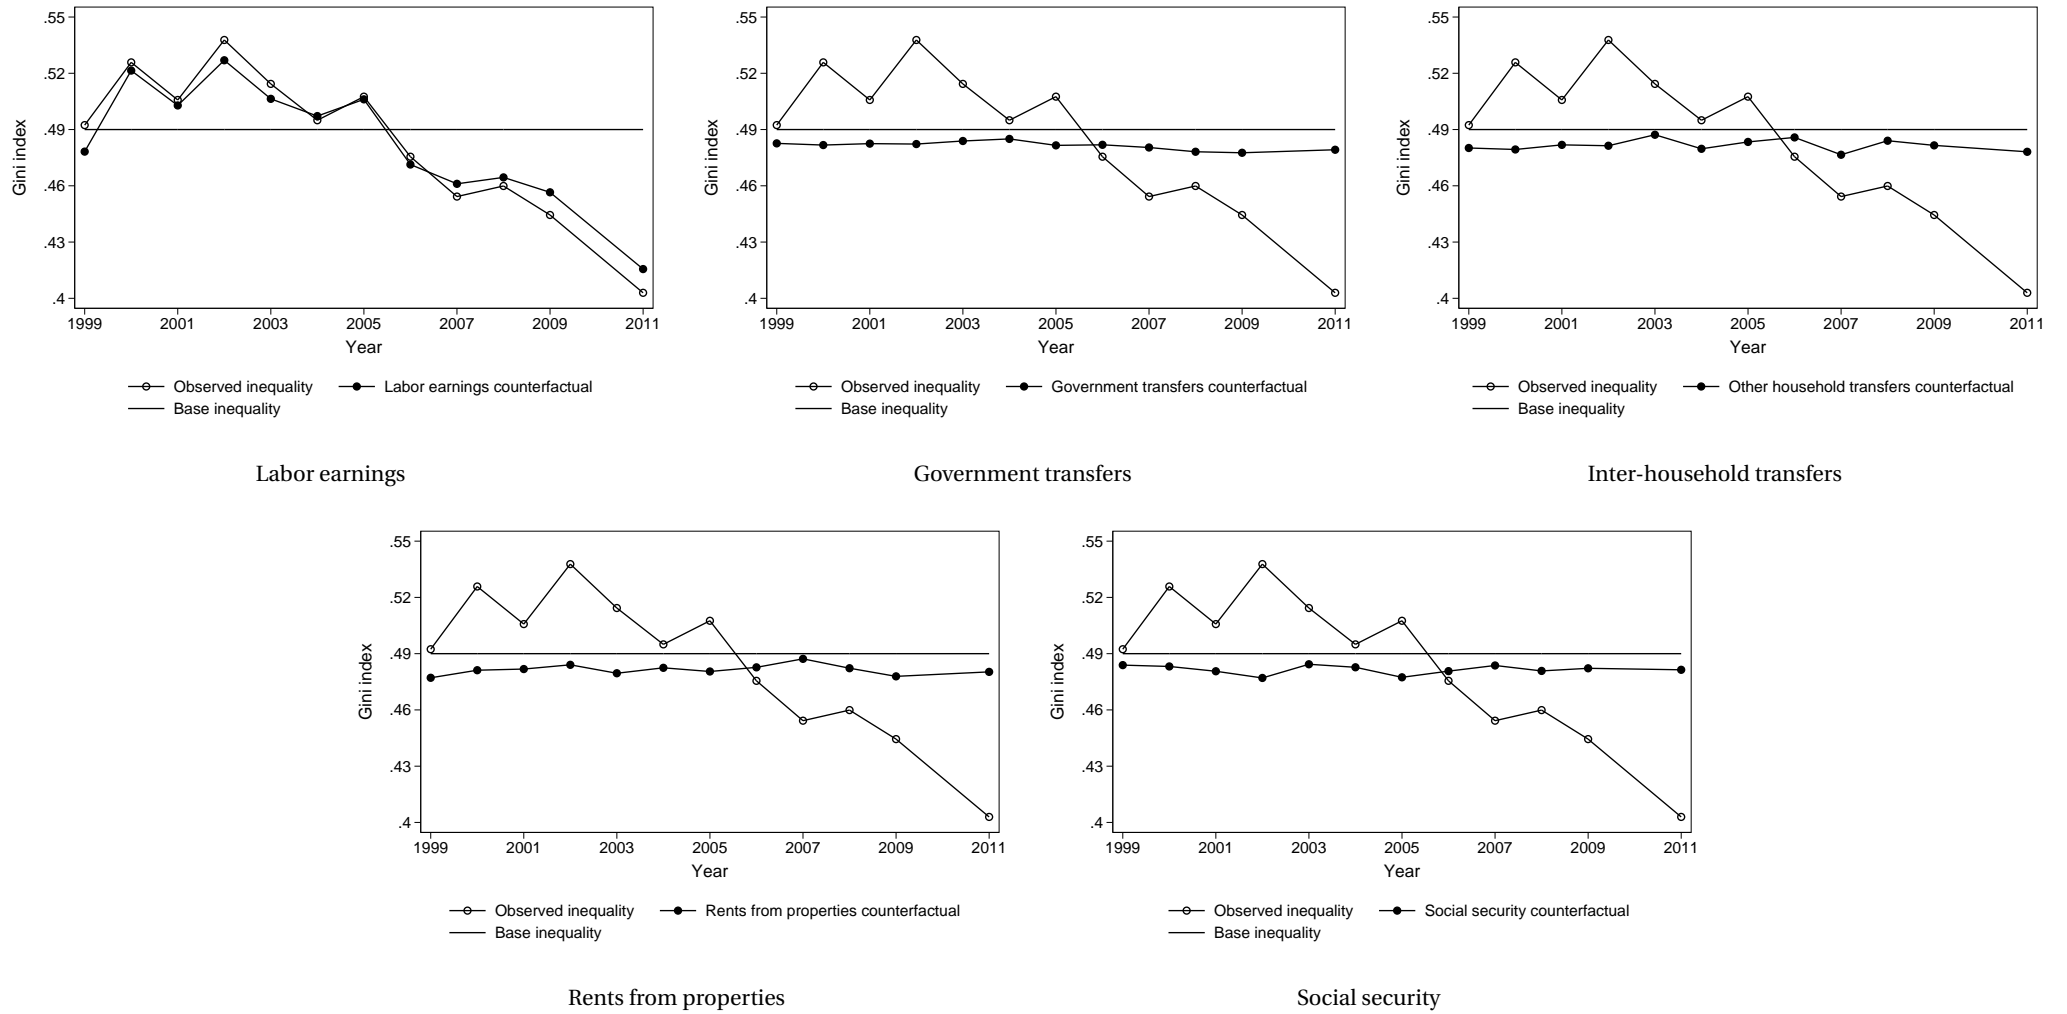 .55
.52
.49
.46
.43
.4
Gini index
1999 2001 2003 2005 2007 2009 2011
Year
Observed inequality Labor earnings counterfactual
Base inequality
Labor earnings
.55
.52
.49
.46
.43
.4
Gini index
1999 2001 2003 2005 2007 2009 2011
Year
Observed inequality Government transfers counterfactual
Base inequality
Government transfers
.55
.52
.49
.46
.43
.4
Gini index
1999 2001 2003 2005 2007 2009 2011
Year
Observed inequality Other household transfers counterfactual
Base inequality
Inter-household transfers
.55
.52
.49
.46
.43
.4
Gini index
1999 2001 2003 2005 2007 2009 2011
Year
Observed inequality Rents from properties counterfactual
Base inequality
Rents from properties
.55
.52
.49
.46
.43
.4
Gini index
1999 2001 2003 2005 2007 2009 2011
Year
Observed inequality Social security counterfactual
Base inequality
Social security